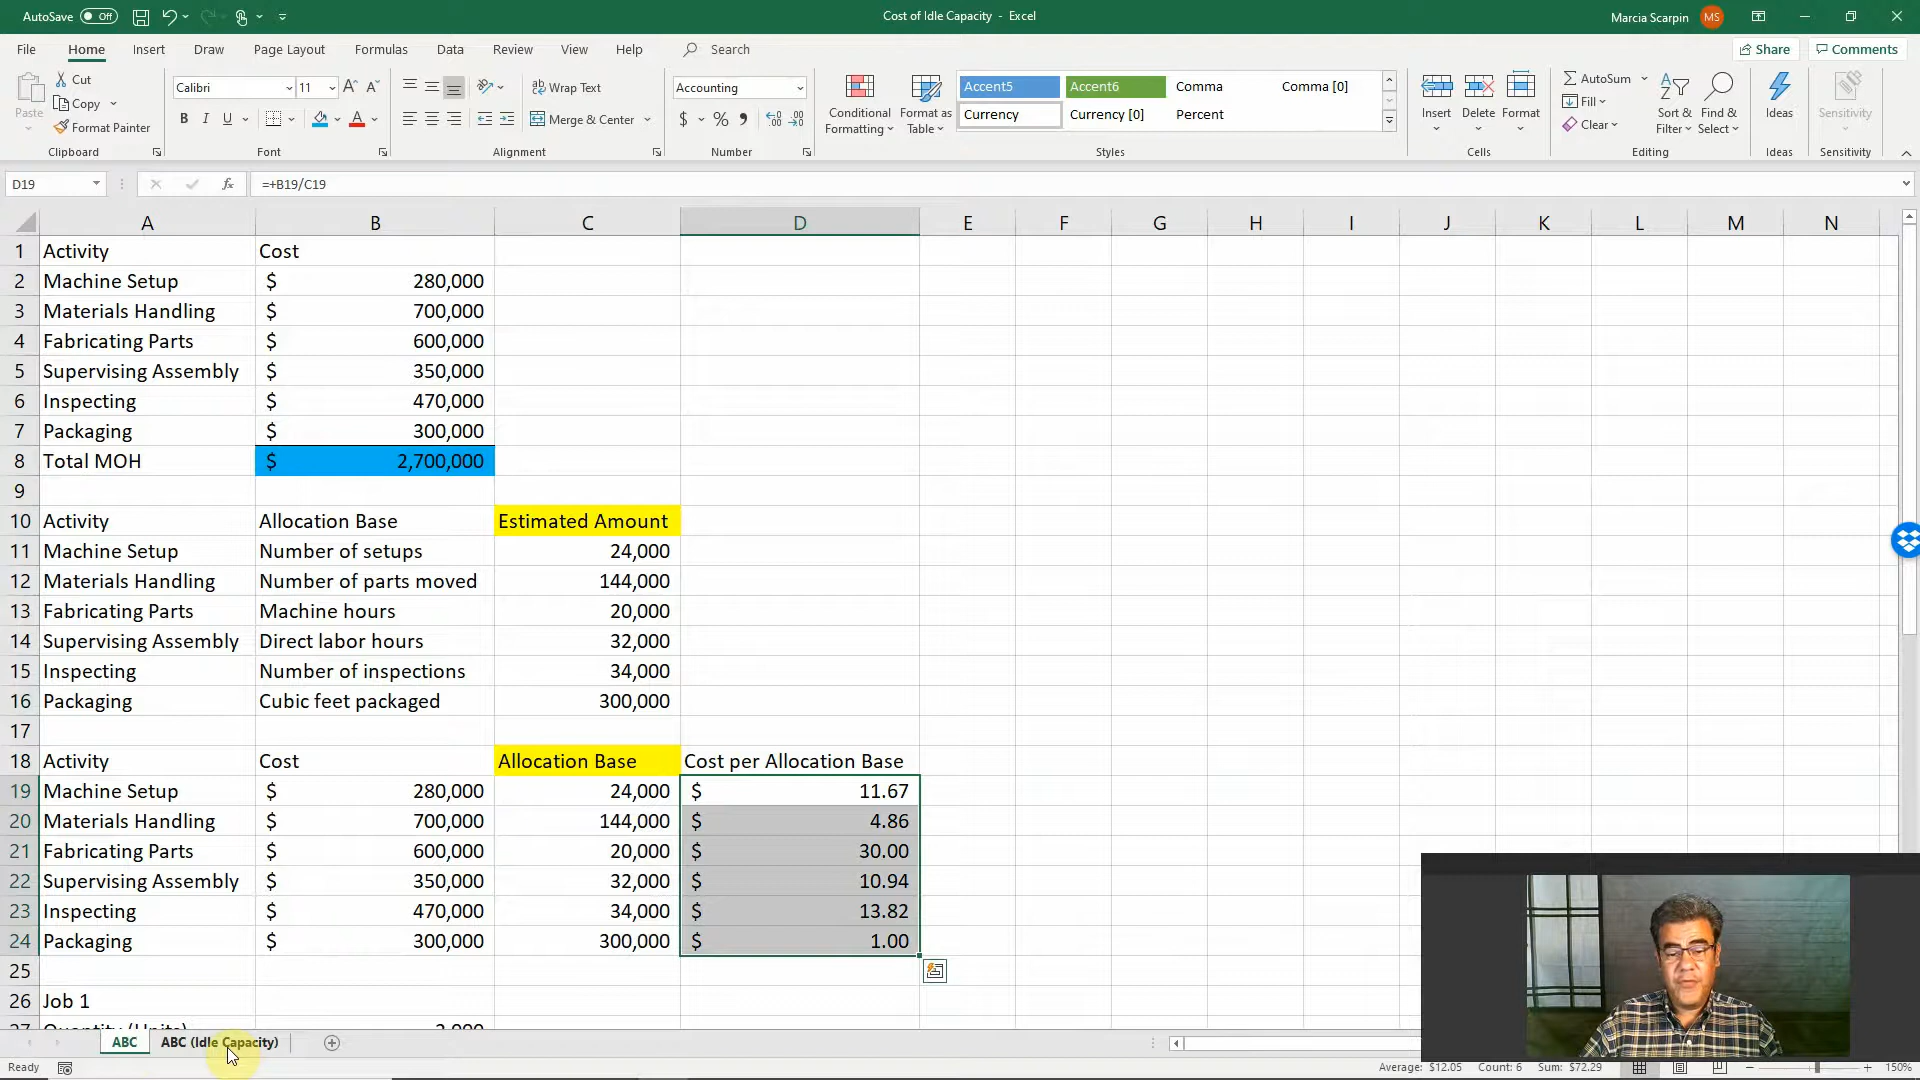 AutoSave Off
Cost of Idle Capacity - Excel
Marcia Scarpin MS
File Home Insert Draw Page Layout Formulas Data Review View Help Search
Share Comments
Paste
Cut
Copy
Format Painter
Clipboard
Calibri 11 A A
B I U A
Font
Wrap Text
Merge & Center
Alignment
Accounting
$ % ,
Number
Conditional Formatting
Format as Table
Accent5 Accent6 Comma Comma [0]
Currency Currency [0] Percent
Styles
Insert Delete Format
Cells
AutoSum
Fill
Clear
Sort & Filter
Find & Select
Editing
Ideas
Ideas
Sensitivity
Sensitivity
D19 fx =+B19/C19
A B C D E F G H I J K L M N
1 Activity Cost
2 Machine Setup $ 280,000
3 Materials Handling $ 700,000
4 Fabricating Parts $ 600,000
5 Supervising Assembly $ 350,000
6 Inspecting $ 470,000
7 Packaging $ 300,000
8 Total MOH $ 2,700,000
9
10 Activity Allocation Base Estimated Amount
11 Machine Setup Number of setups 24,000
12 Materials Handling Number of parts moved 144,000
13 Fabricating Parts Machine hours 20,000
14 Supervising Assembly Direct labor hours 32,000
15 Inspecting Number of inspections 34,000
16 Packaging Cubic feet packaged 300,000
17
18 Activity Cost Allocation Base Cost per Allocation Base
19 Machine Setup $ 280,000 24,000 $ 11.67
20 Materials Handling $ 700,000 144,000 $ 4.86
21 Fabricating Parts $ 600,000 20,000 $ 30.00
22 Supervising Assembly $ 350,000 32,000 $ 10.94
23 Inspecting $ 470,000 34,000 $ 13.82
24 Packaging $ 300,000 300,000 $ 1.00
25
26 Job 1
27 Quantity (Units) 2,000
ABC ABC (Idle Capacity)
Ready
Average: $12.05 Count: 6 Sum: $72.29 150%